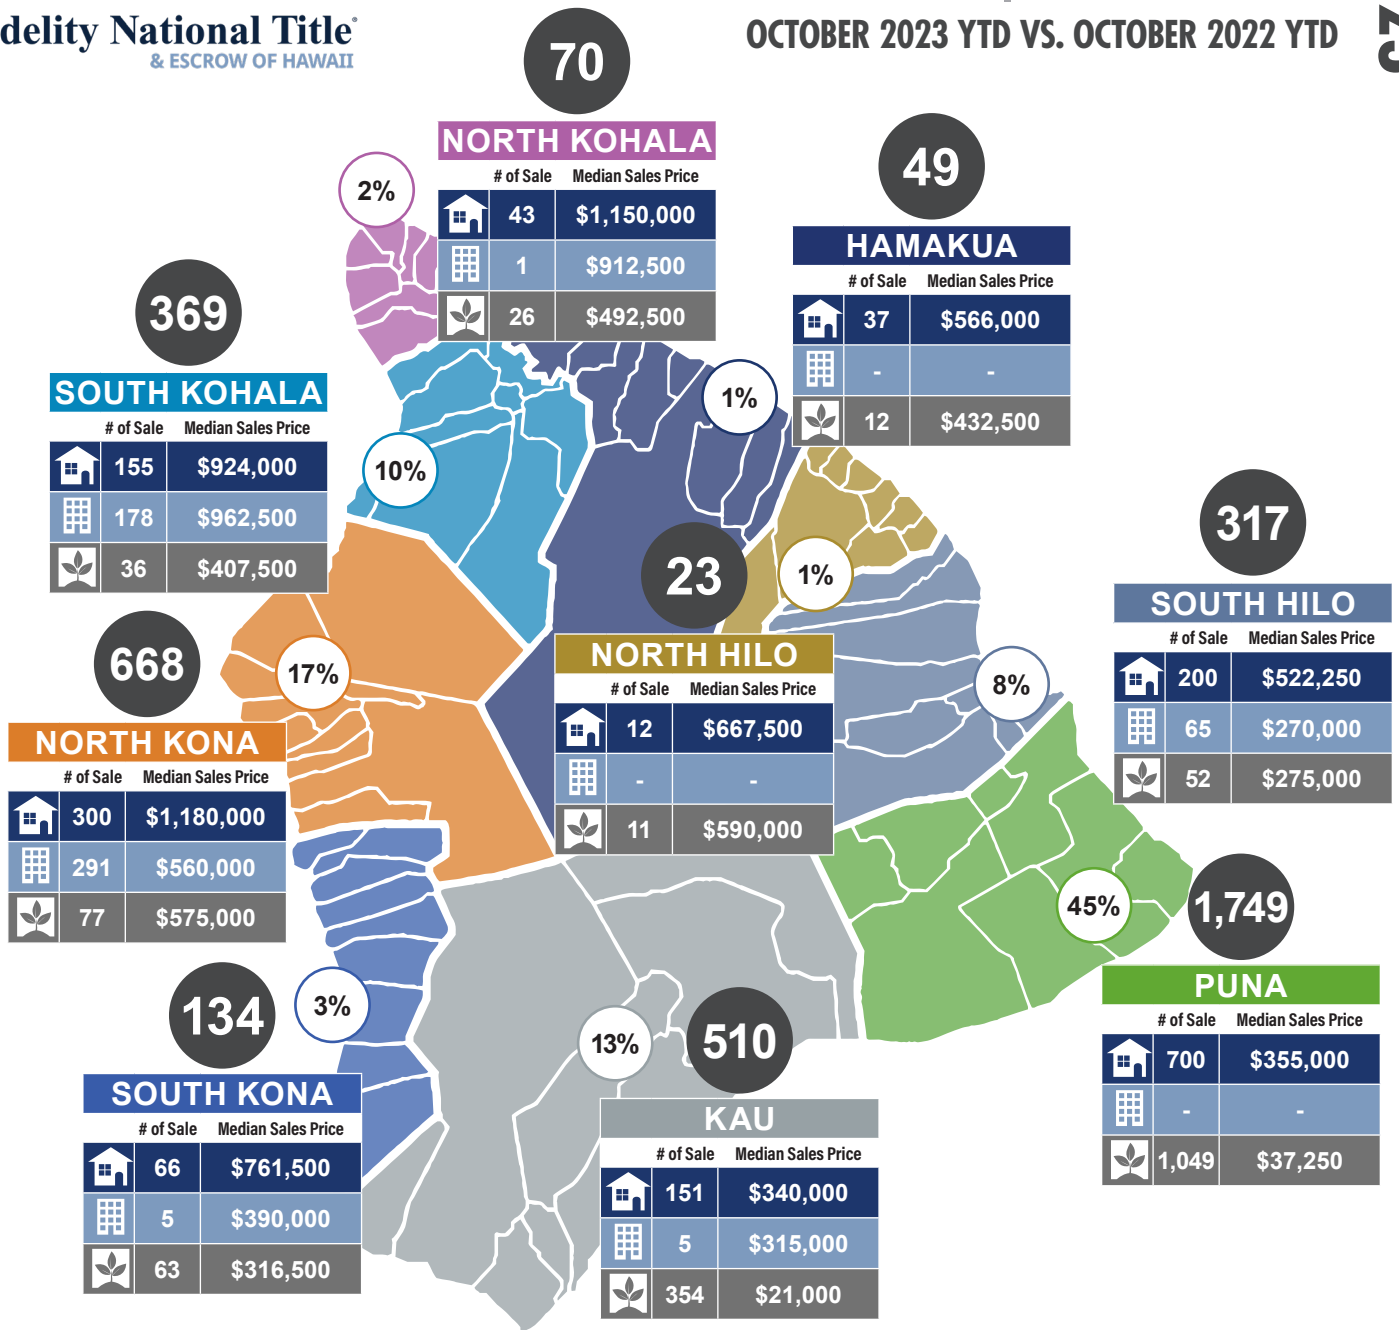 delity National Title
& ESCROW OF HAWAII
OCTOBER 2023 YTD VS. OCTOBER 2022 YTD
70
NORTH KOHALA
# of Sale Median Sales Price
43 $1,150,000
1 $912,500
26 $492,500
2%
49
HAMAKUA
# of Sale Median Sales Price
37 $566,000
- -
12 $432,500
1%
369
SOUTH KOHALA
# of Sale Median Sales Price
155 $924,000
178 $962,500
36 $407,500
10%
23
NORTH HILO
# of Sale Median Sales Price
12 $667,500
- -
11 $590,000
1%
317
SOUTH HILO
# of Sale Median Sales Price
200 $522,250
65 $270,000
52 $275,000
8%
668
NORTH KONA
# of Sale Median Sales Price
300 $1,180,000
291 $560,000
77 $575,000
17%
1,749
PUNA
# of Sale Median Sales Price
700 $355,000
- -
1,049 $37,250
45%
134
SOUTH KONA
# of Sale Median Sales Price
66 $761,500
5 $390,000
63 $316,500
3%
510
KAU
# of Sale Median Sales Price
151 $340,000
5 $315,000
354 $21,000
13%